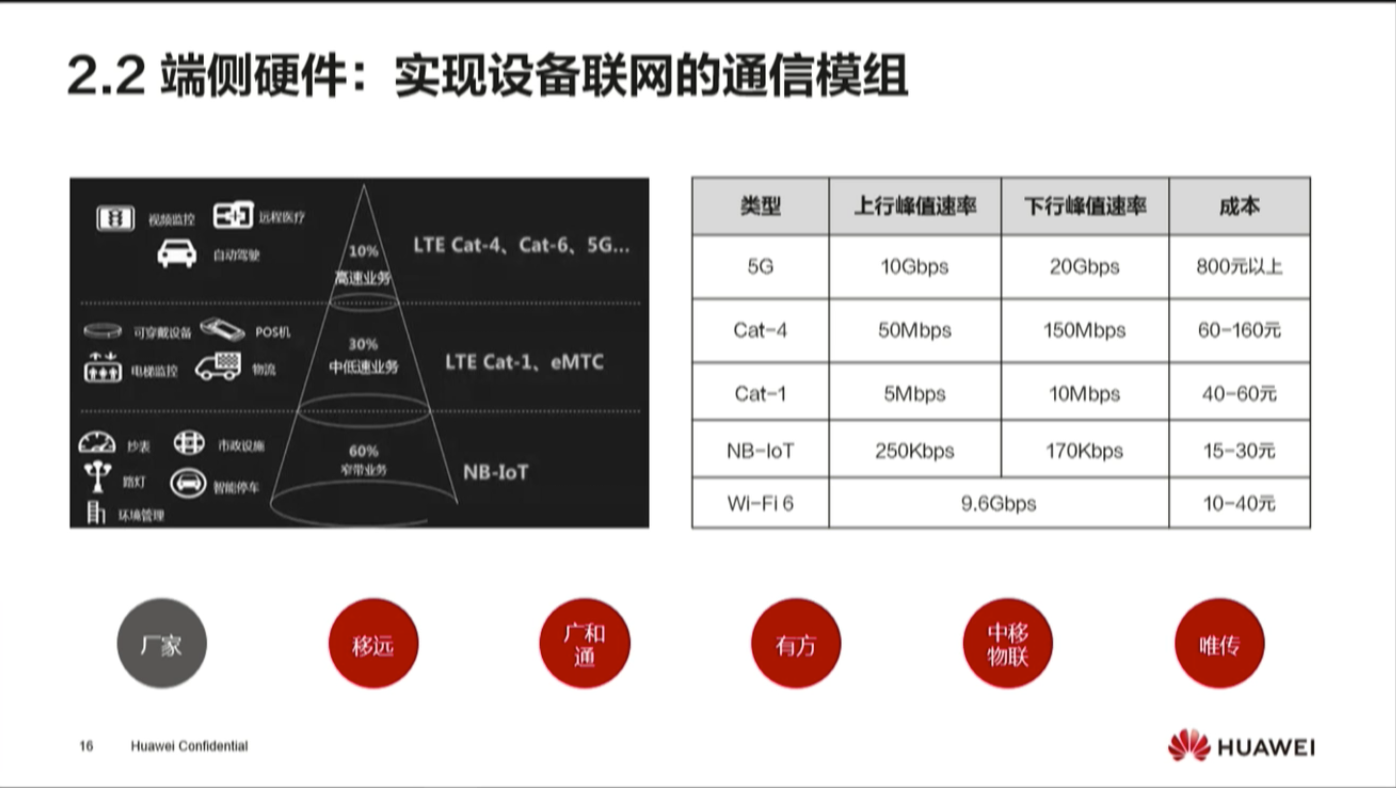 2.2 端侧硬件：实现设备联网的通信模组
视频监控 远程医疗
自动驾驶
10%
高速业务
LTE Cat-4、Cat-6、5G...
可穿戴设备 POS机
电梯监控 物流
30%
中低速业务
LTE Cat-1、eMTC
抄表 市政设施
路灯 智能停车
环境管理
60%
窄带业务
NB-IoT
类型 上行峰值速率 下行峰值速率 成本
5G 10Gbps 20Gbps 800元以上
Cat-4 50Mbps 150Mbps 60-160元
Cat-1 5Mbps 10Mbps 40-60元
NB-IoT 250Kbps 170Kbps 15-30元
Wi-Fi 6 9.6Gbps 10-40元
厂家
移远
广和
通
有方
中移
物联
唯传
16 Huawei Confidential
HUAWEI